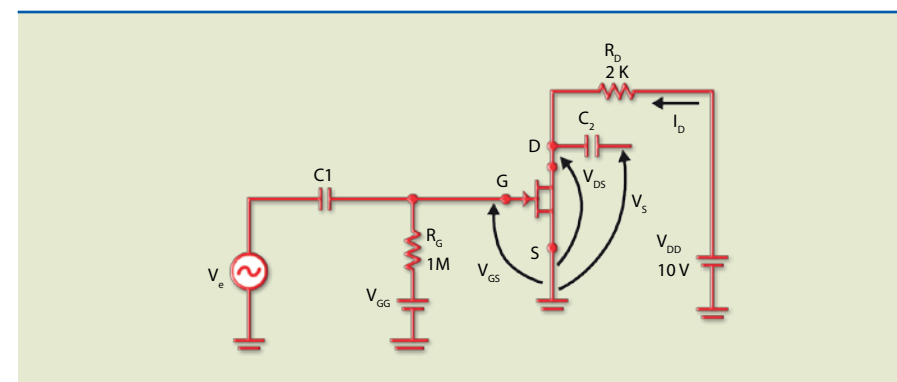 R_D
2 K
I_D
C_2
D
V_DS
C1
G
V_S
R_G
1M
S
V_DD
10 V
V_e
V_GS
V_GG